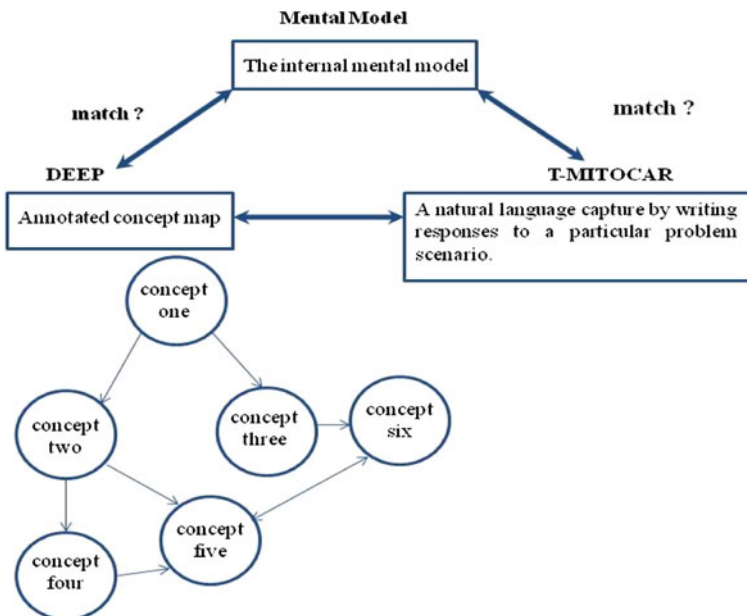 Mental Model
The internal mental model
match ?
match ?
DEEP
T-MITOCAR
Annotated concept map
A natural language capture by writing
responses to a particular problem
scenario.
concept
one
concept
two
concept
three
concept
six
concept
five
concept
four